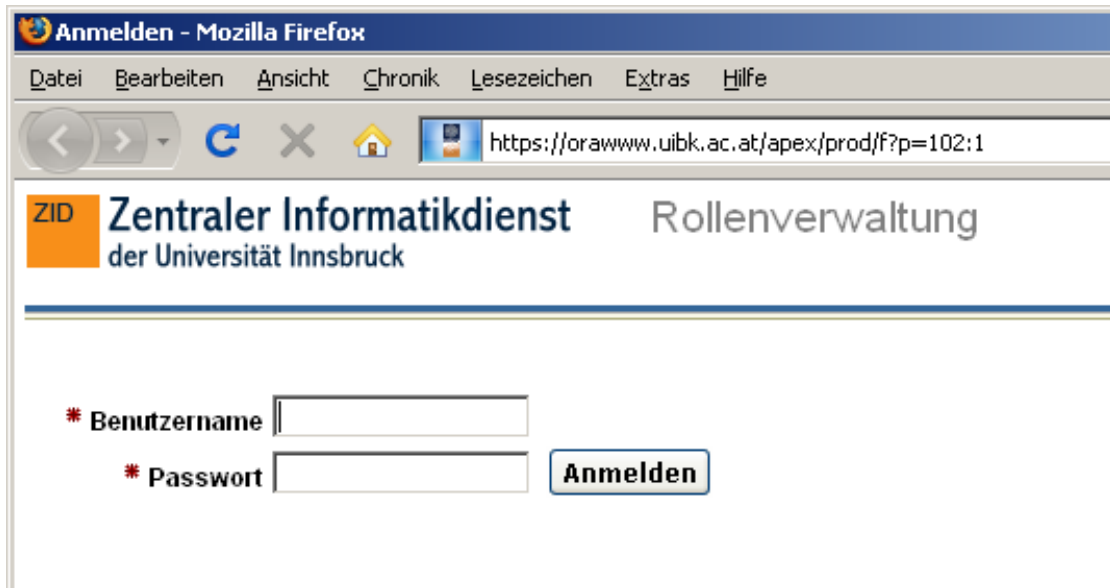 Anmelden - Mozilla Firefox
Datei Bearbeiten Ansicht Chronik Lesezeichen Extras Hilfe
https://orawww.uibk.ac.at/apex/prod/f?p=102:1
ZID Zentraler Informatikdienst Rollenverwaltung
der Universität Innsbruck
* Benutzername
* Passwort Anmelden